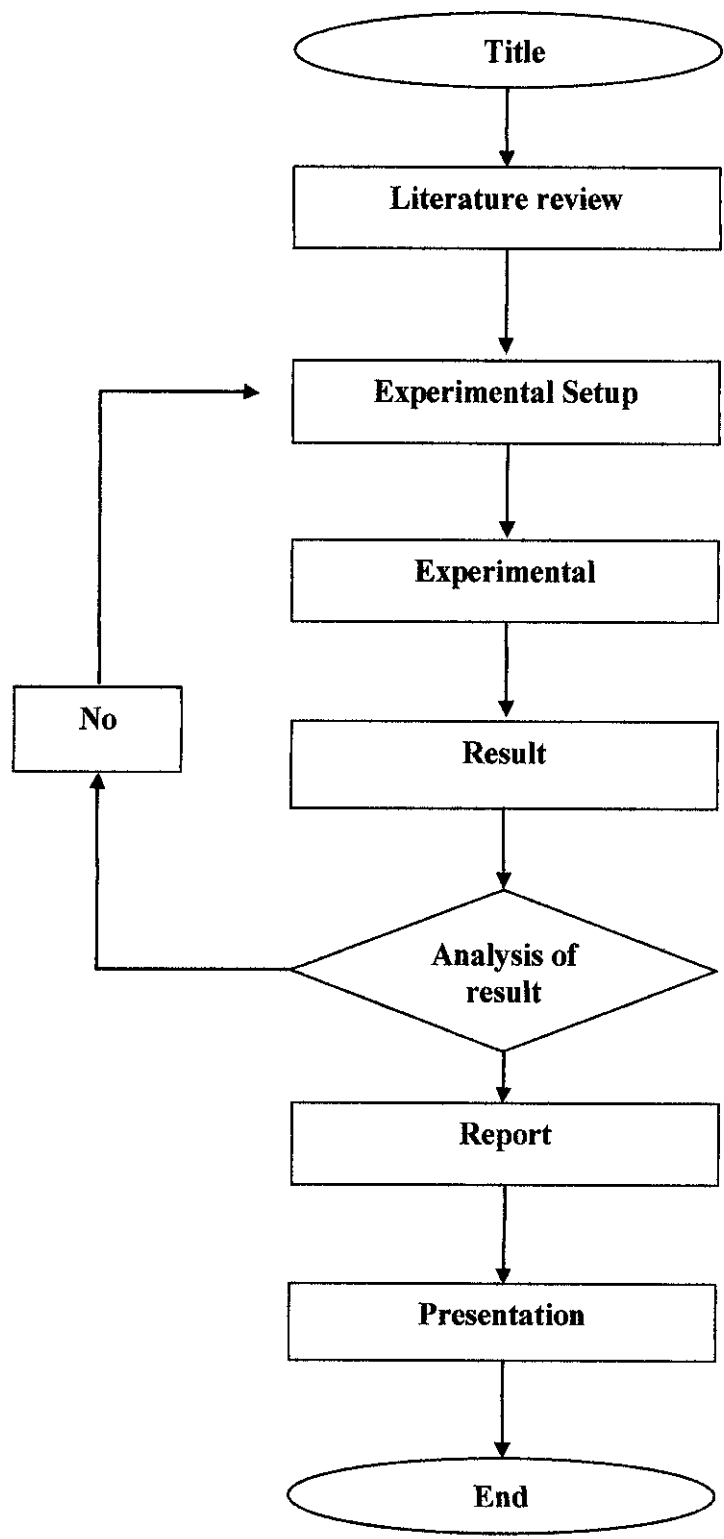 Title
Literature review
Experimental Setup
Experimental
No
Result
Analysis of
result
Report
Presentation
End